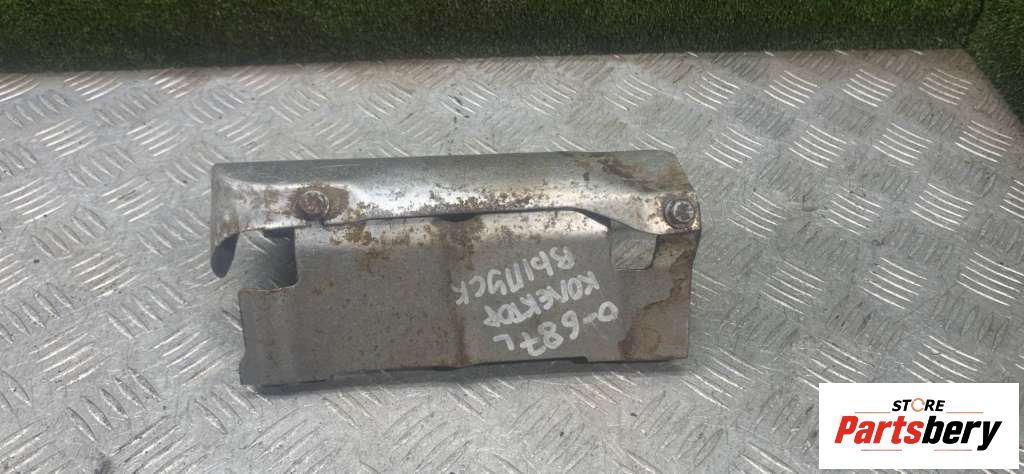 О-687L
КОЛЕКТОР
ВЫПУСК
STORE
Partsbery